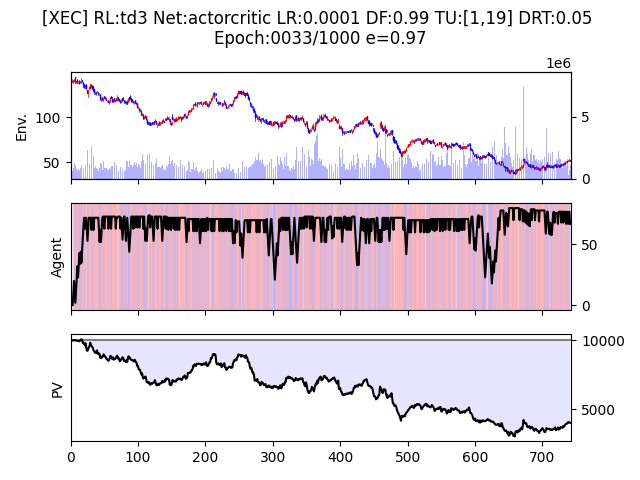 [XEC] RL:td3 Net:actorcritic LR:0.0001 DF:0.99 TU:[1,19] DRT:0.05
Epoch:0033/1000 e=0.97
1e6
Env.
100
50
5
0
Agent
50
0
PV
10000
5000
0 100 200 300 400 500 600 700